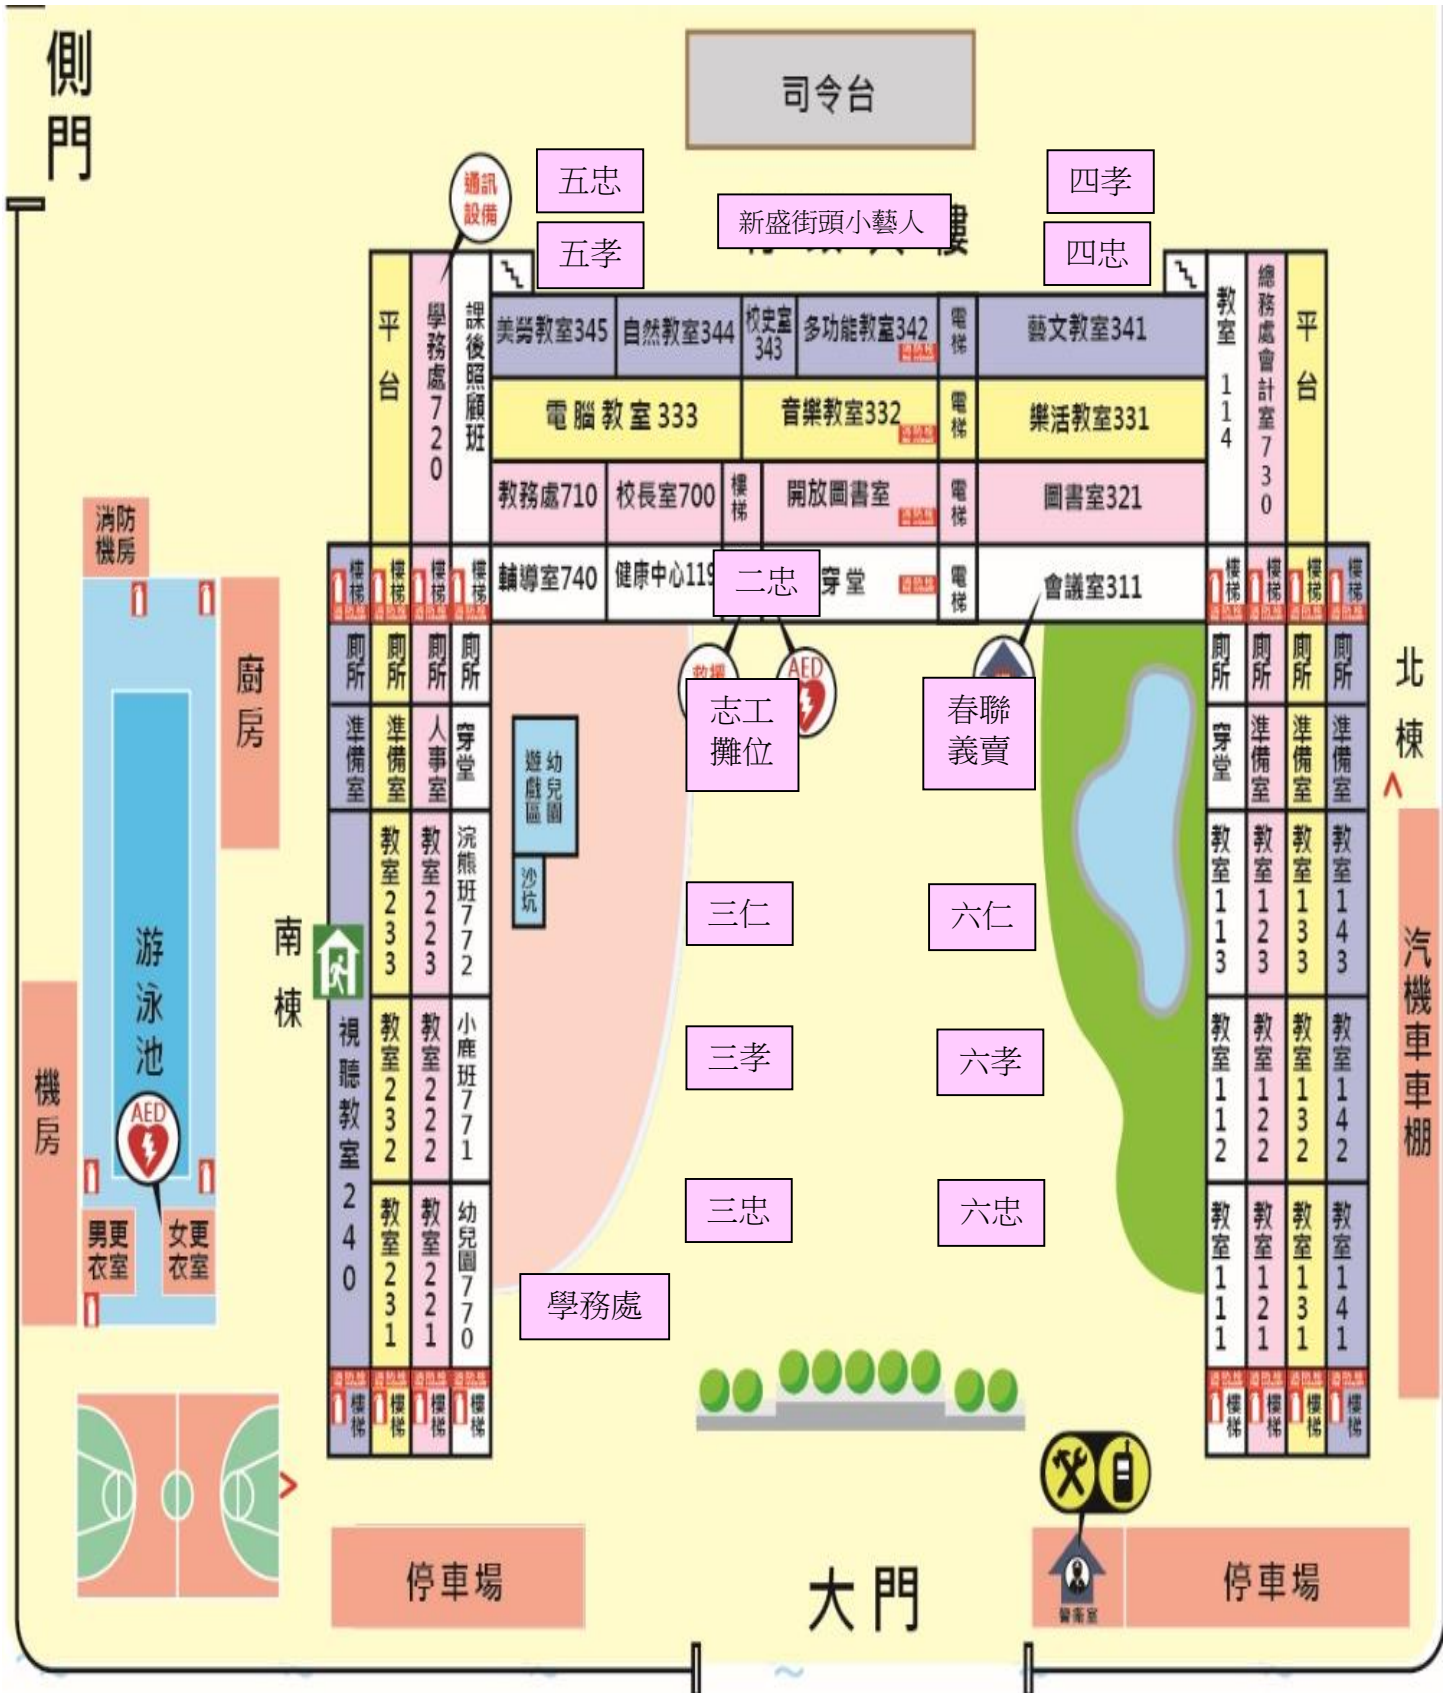 側門
司令台
通訊
設備
五忠
五孝
新盛街頭小藝人
樓
四孝
四忠
平台
學務處720
課後照顧班
美勞教室345
自然教室344
校史室
343
多功能教室342
電梯
藝文教室341
電腦教室333
音樂教室332
電梯
樂活教室331
教務處710
校長室700
樓梯
開放圖書室
電梯
圖書室321
輔導室740
健康中心119
二忠
穿堂
電梯
會議室311
教室 114
總務處會計室730
平台
消防
機房
廚房
游泳池
AED
機房
男更
衣室
女更
衣室
南棟
樓梯
樓梯
樓梯
樓梯
廁所
廁所
廁所
廁所
準備室
準備室
人事室
穿堂
視聽教室240
教室233
教室223
浣熊班772
教室232
教室222
小鹿班771
教室231
教室221
幼兒園770
樓梯
樓梯
樓梯
樓梯
幼兒園
遊戲區
沙坑
AED
志工
攤位
春聯
義賣
三仁
六仁
三孝
六孝
三忠
六忠
學務處
樓梯
樓梯
樓梯
樓梯
廁所
廁所
廁所
廁所
穿堂
準備室
準備室
準備室
教室113
教室123
教室133
教室143
教室112
教室122
教室132
教室142
教室111
教室121
教室131
教室141
樓梯
樓梯
樓梯
樓梯
北棟
汽機車車棚
停車場
大門
警衛室
停車場